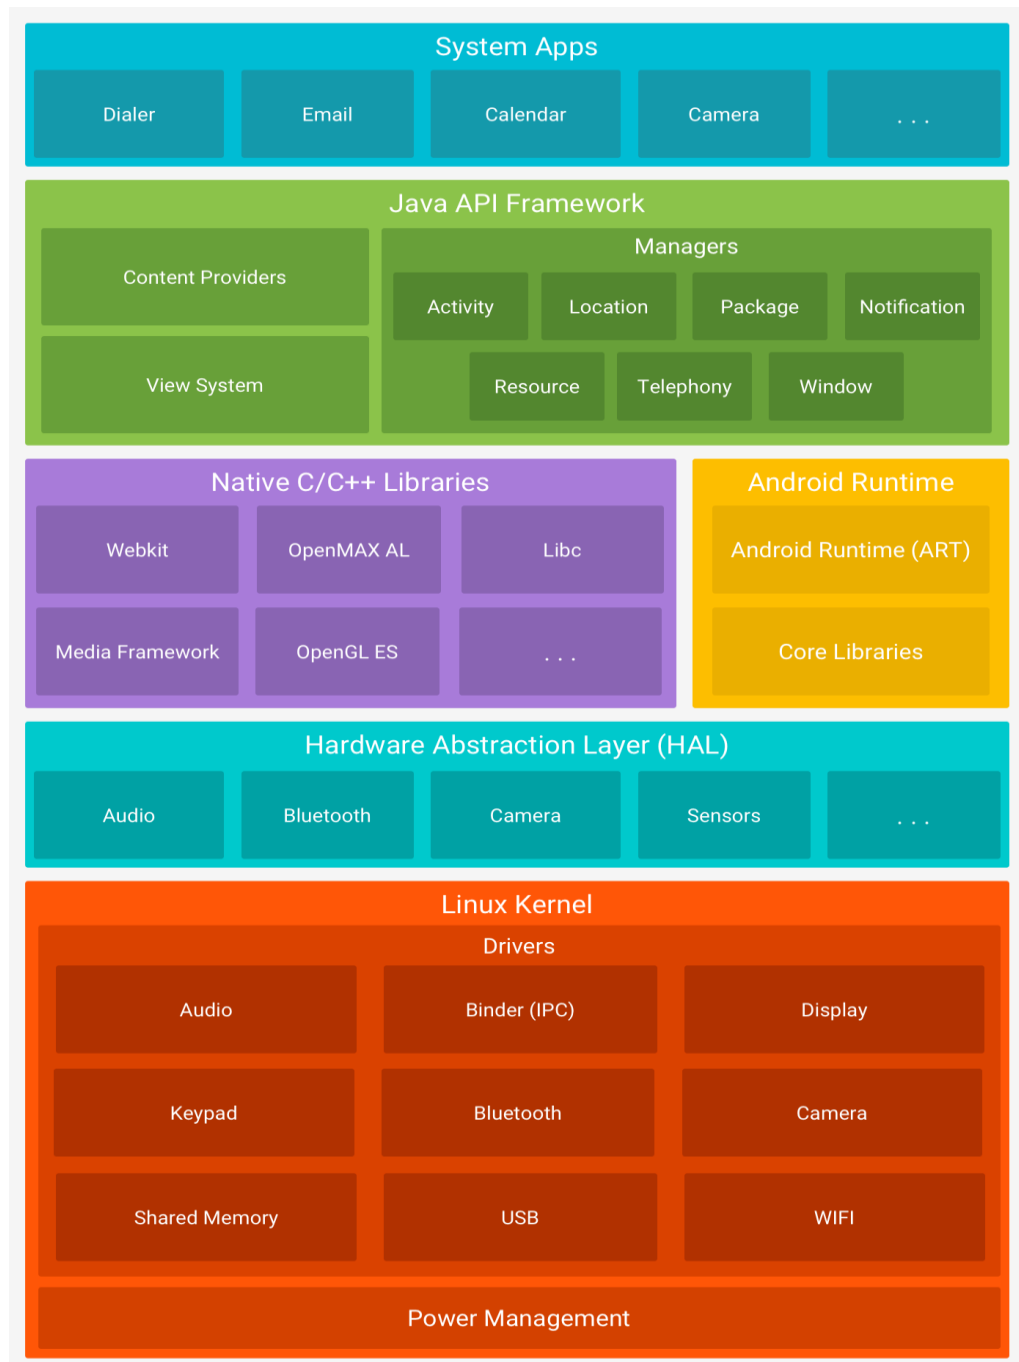 System Apps
Dialer
Email
Calendar
Camera
. . .
Java API Framework
Content Providers
View System
Managers
Activity
Location
Package
Notification
Resource
Telephony
Window
Native C/C++ Libraries
Webkit
OpenMAX AL
Libc
Media Framework
OpenGL ES
. . .
Android Runtime
Android Runtime (ART)
Core Libraries
Hardware Abstraction Layer (HAL)
Audio
Bluetooth
Camera
Sensors
. . .
Linux Kernel
Drivers
Audio
Binder (IPC)
Display
Keypad
Bluetooth
Camera
Shared Memory
USB
WIFI
Power Management